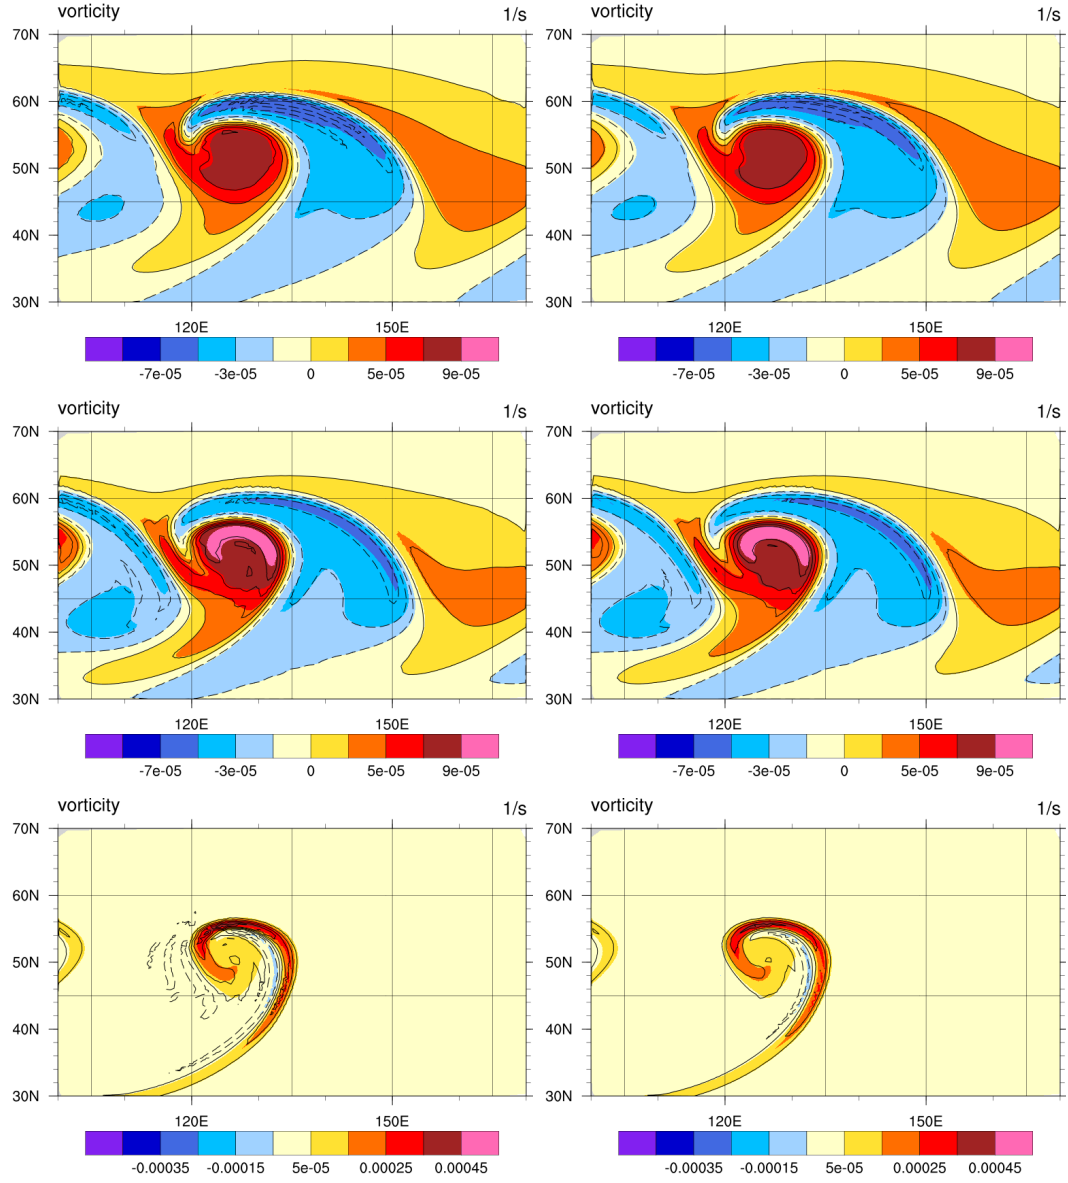 vorticity 1/s vorticity 1/s
70N 70N
60N 60N
50N 50N
40N 40N
30N 30N
120E 150E 120E 150E
-7e-05 -3e-05 0 5e-05 9e-05 -7e-05 -3e-05 0 5e-05 9e-05
vorticity 1/s vorticity 1/s
70N 70N
60N 60N
50N 50N
40N 40N
30N 30N
120E 150E 120E 150E
-7e-05 -3e-05 0 5e-05 9e-05 -7e-05 -3e-05 0 5e-05 9e-05
vorticity 1/s vorticity 1/s
70N 70N
60N 60N
50N 50N
40N 40N
30N 30N
120E 150E 120E 150E
-0.00035 -0.00015 5e-05 0.00025 0.00045 -0.00035 -0.00015 5e-05 0.00025 0.00045